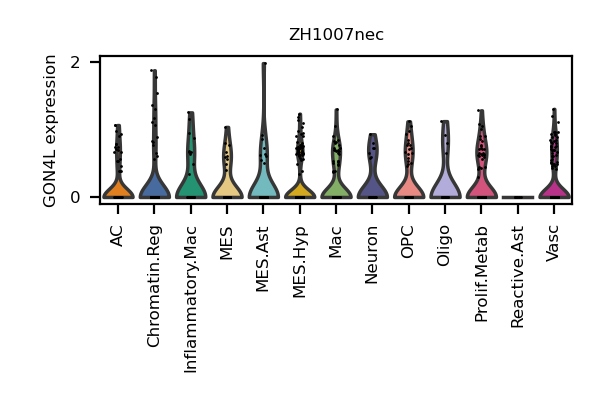 ZH1007nec
GON4L expression
2
0
AC
Chromatin.Reg
Inflammatory.Mac
MES
MES.Ast
MES.Hyp
Mac
Neuron
OPC
Oligo
Prolif.Metab
Reactive.Ast
Vasc